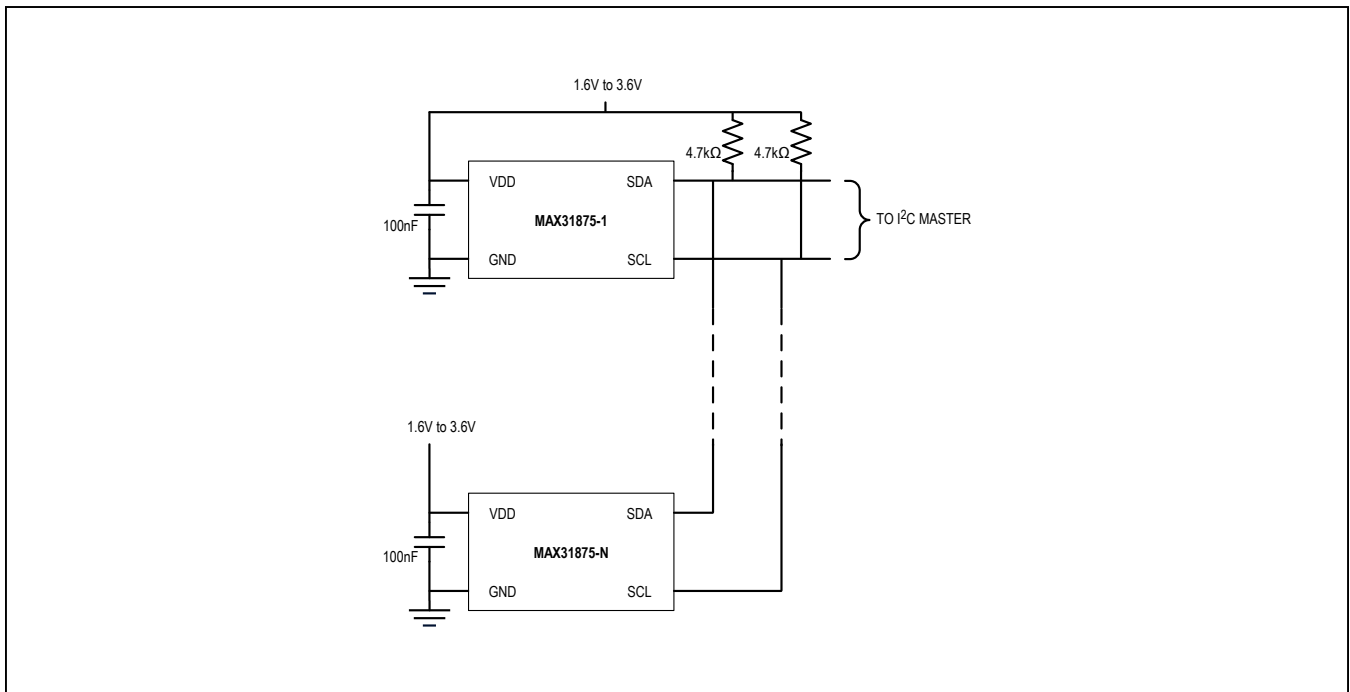 1.6V to 3.6V
4.7kΩ 4.7kΩ
VDD SDA
100nF
MAX31875-1
TO I²C MASTER
GND SCL
1.6V to 3.6V
VDD SDA
100nF
MAX31875-N
GND SCL